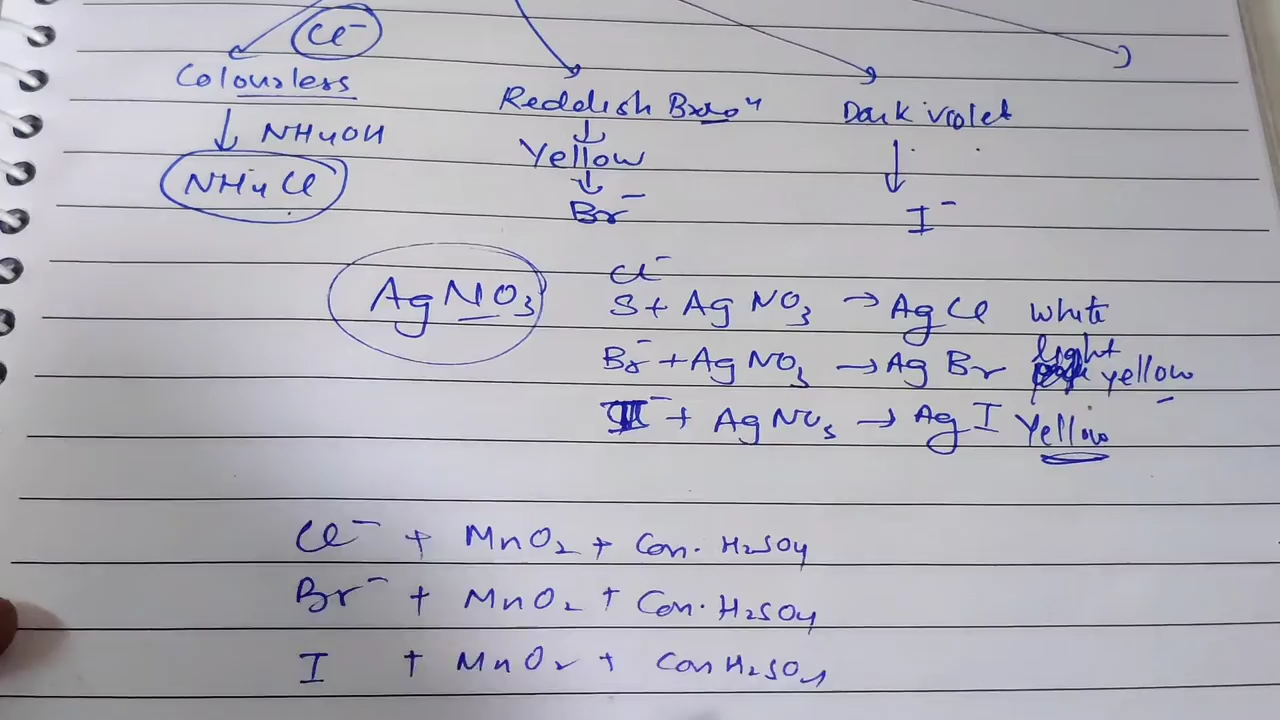 Cl⁻
Colourless Reddish Brown Dark violet
↓ NH4OH ↓ ↓
NH4Cl Yellow
↓
Br⁻ I⁻
AgNO3 Cl⁻
S + AgNO3 → AgCl white
Br⁻ + AgNO3 → AgBr light yellow
I⁻ + AgNO3 → AgI Yellow
Cl⁻ + MnO2 + Con. H2SO4
Br⁻ + MnO2 + Con. H2SO4
I + MnO2 + Con H2SO4